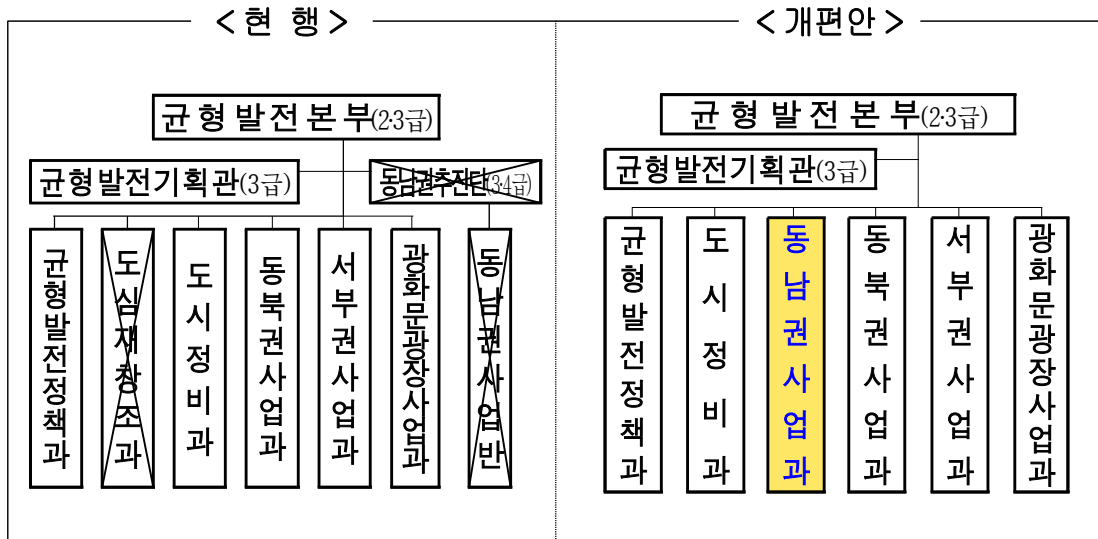 < 현 행 >
균형발전본부(2·3급)
균형발전기획관(3급)
동남권추진단(3·4급)
균형발전정책과
도심재창조과
도시정비과
동북권사업과
서부권사업과
광화문광장사업과
동남권사업반
< 개편안 >
균형발전본부(2·3급)
균형발전기획관(3급)
균형발전정책과
도시정비과
동남권사업과
동북권사업과
서부권사업과
광화문광장사업과